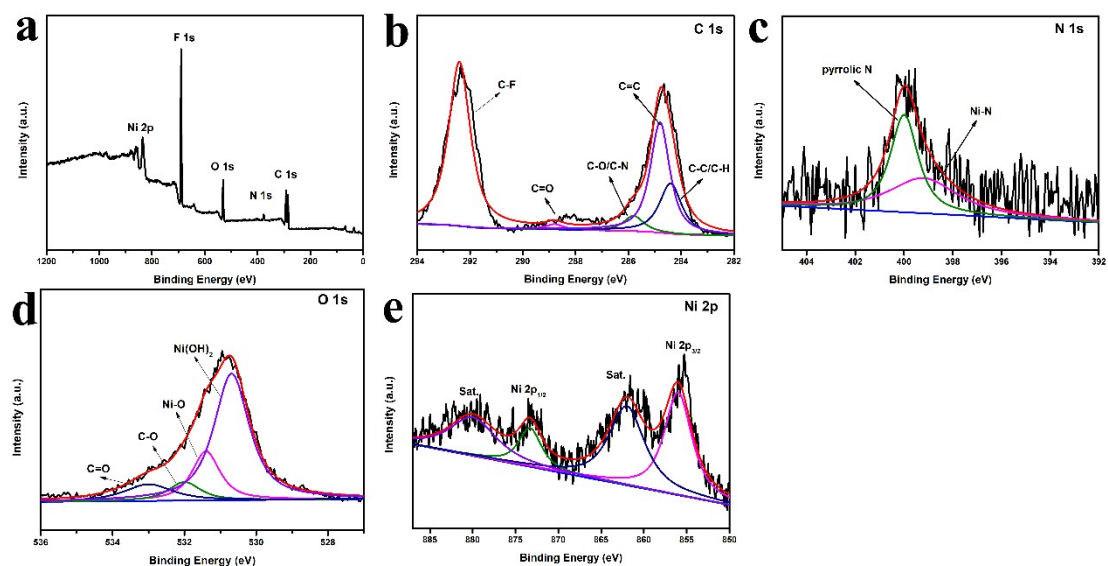 a
F 1s
Ni 2p
O 1s
N 1s
C 1s
Intensity (a.u.)
1200 1000 800 600 400 200 0
Binding Energy (eV)
b
C 1s
C-F
C=C
C-O/C-N
C-C/C-H
C=O
Intensity (a.u.)
294 292 290 288 286 284 282
Binding Energy (eV)
c
N 1s
pyrrolic N
Ni-N
Intensity (a.u.)
404 402 400 398 396 394 392
Binding Energy (eV)
d
O 1s
Ni(OH)₂
Ni-O
C-O
C=O
Intensity (a.u.)
536 534 532 530 528
Binding Energy (eV)
e
Ni 2p
Ni 2p₃/₂
Sat.
Sat.
Ni 2p₁/₂
Intensity (a.u.)
885 880 875 870 865 860 855 850
Binding Energy (eV)